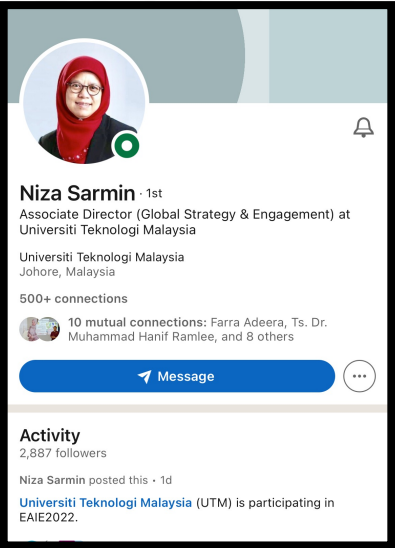 Niza Sarmin · 1st
Associate Director (Global Strategy & Engagement) at
Universiti Teknologi Malaysia
Universiti Teknologi Malaysia
Johore, Malaysia
500+ connections
10 mutual connections: Farra Adeera, Ts. Dr.
Muhammad Hanif Ramlee, and 8 others
Message
Activity
2,887 followers
Niza Sarmin posted this • 1d
Universiti Teknologi Malaysia (UTM) is participating in
EAIE2022.